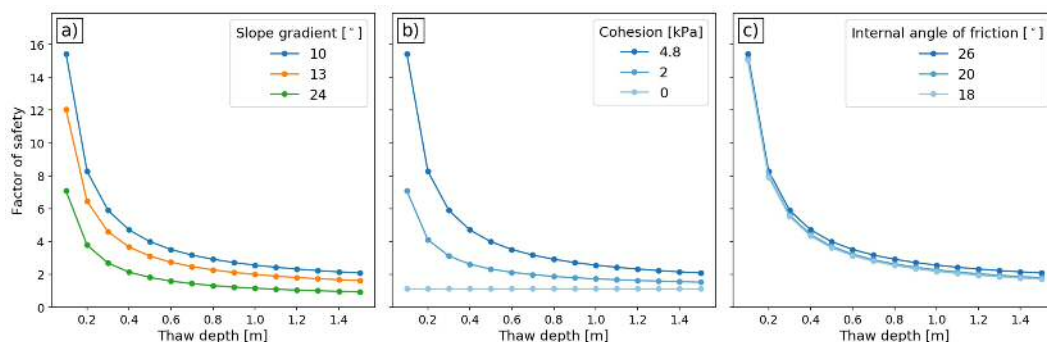 a)
Slope gradient [°]
10
13
24
b)
Cohesion [kPa]
4.8
2
0
c)
Internal angle of friction [°]
26
20
18
Factor of safety
16
14
12
10
8
6
4
2
0
0.2 0.4 0.6 0.8 1.0 1.2 1.4
0.2 0.4 0.6 0.8 1.0 1.2 1.4
0.2 0.4 0.6 0.8 1.0 1.2 1.4
Thaw depth [m]
Thaw depth [m]
Thaw depth [m]